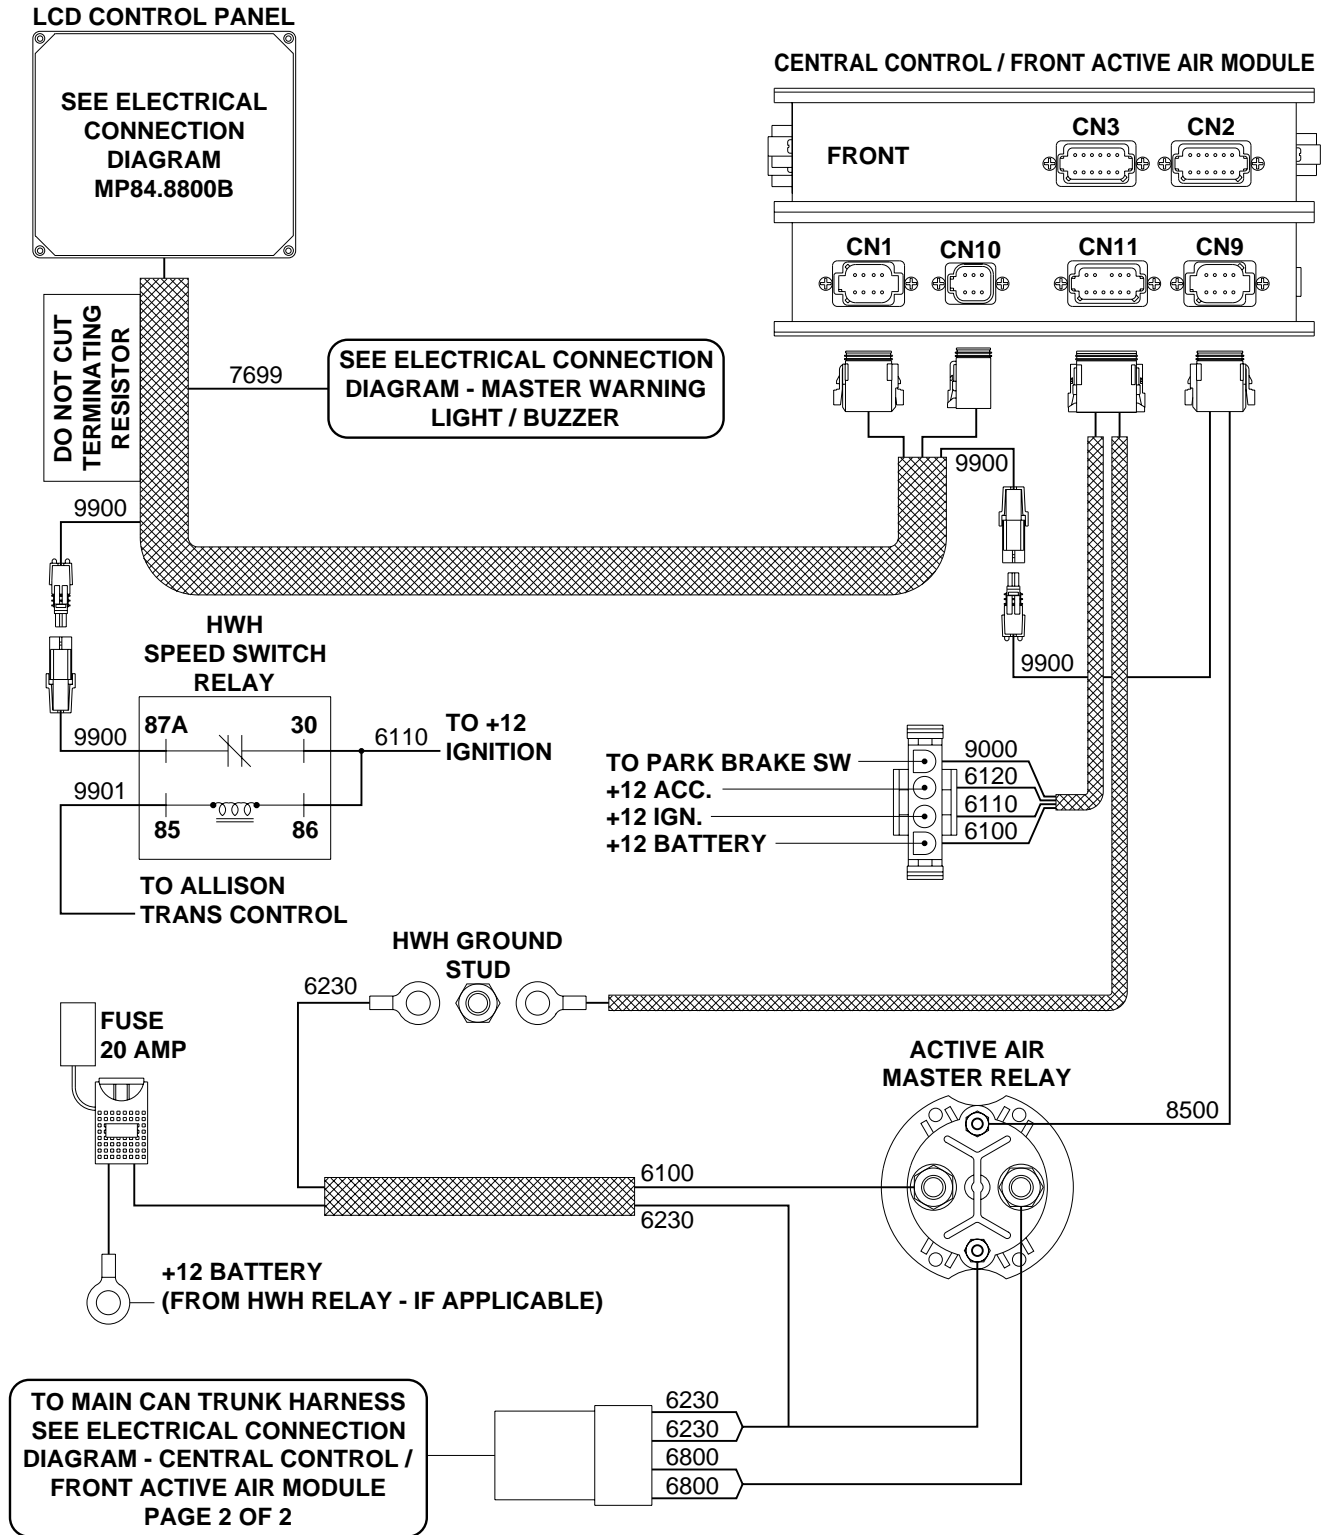 LCD CONTROL PANEL
SEE ELECTRICAL
CONNECTION
DIAGRAM
MP84.8800B
CENTRAL CONTROL / FRONT ACTIVE AIR MODULE
CN3
CN2
FRONT
CN1
CN10
CN11
CN9
DO NOT CUT
TERMINATING
RESISTOR
7699
SEE ELECTRICAL CONNECTION
DIAGRAM - MASTER WARNING
LIGHT / BUZZER
9900
9900
HWH
SPEED SWITCH
RELAY
9900
87A
30
6110
TO +12
IGNITION
9900
9901
85
86
TO ALLISON
TRANS CONTROL
TO PARK BRAKE SW
+12 ACC.
+12 IGN.
+12 BATTERY
9000
6120
6110
6100
HWH GROUND
STUD
6230
FUSE
20 AMP
ACTIVE AIR
MASTER RELAY
8500
6100
6230
+12 BATTERY
(FROM HWH RELAY - IF APPLICABLE)
TO MAIN CAN TRUNK HARNESS
SEE ELECTRICAL CONNECTION
DIAGRAM - CENTRAL CONTROL /
FRONT ACTIVE AIR MODULE
PAGE 2 OF 2
6230
6230
6800
6800